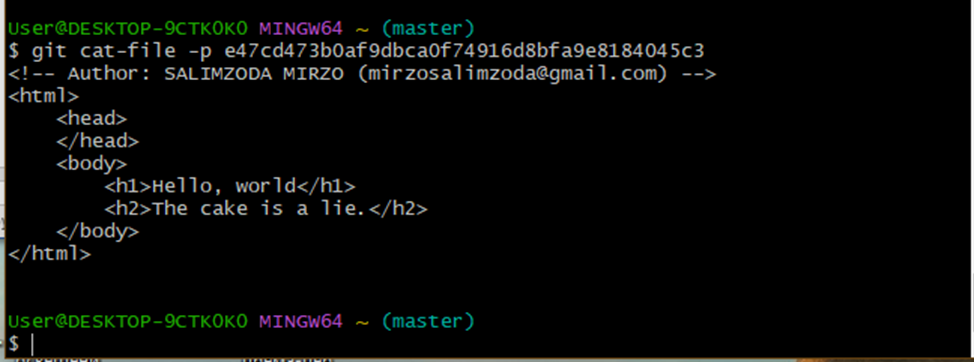 User@DESKTOP-9CTK0K0 MINGW64 ~ (master)
$ git cat-file -p e47cd473b0af9dbca0f74916d8bfa9e8184045c3
<!-- Author: SALIMZODA MIRZO (mirzosalimzoda@gmail.com) -->
<html>
    <head>
    </head>
    <body>
        <h1>Hello, world</h1>
        <h2>The cake is a lie.</h2>
    </body>
</html>
User@DESKTOP-9CTK0K0 MINGW64 ~ (master)
$